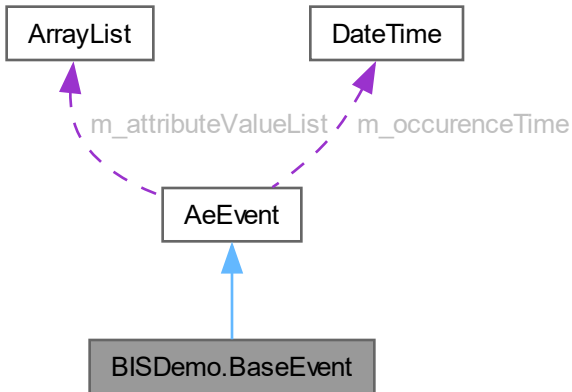 ArrayList
DateTime
m_attributeValueList
m_occurenceTime
AeEvent
BISDemo.BaseEvent